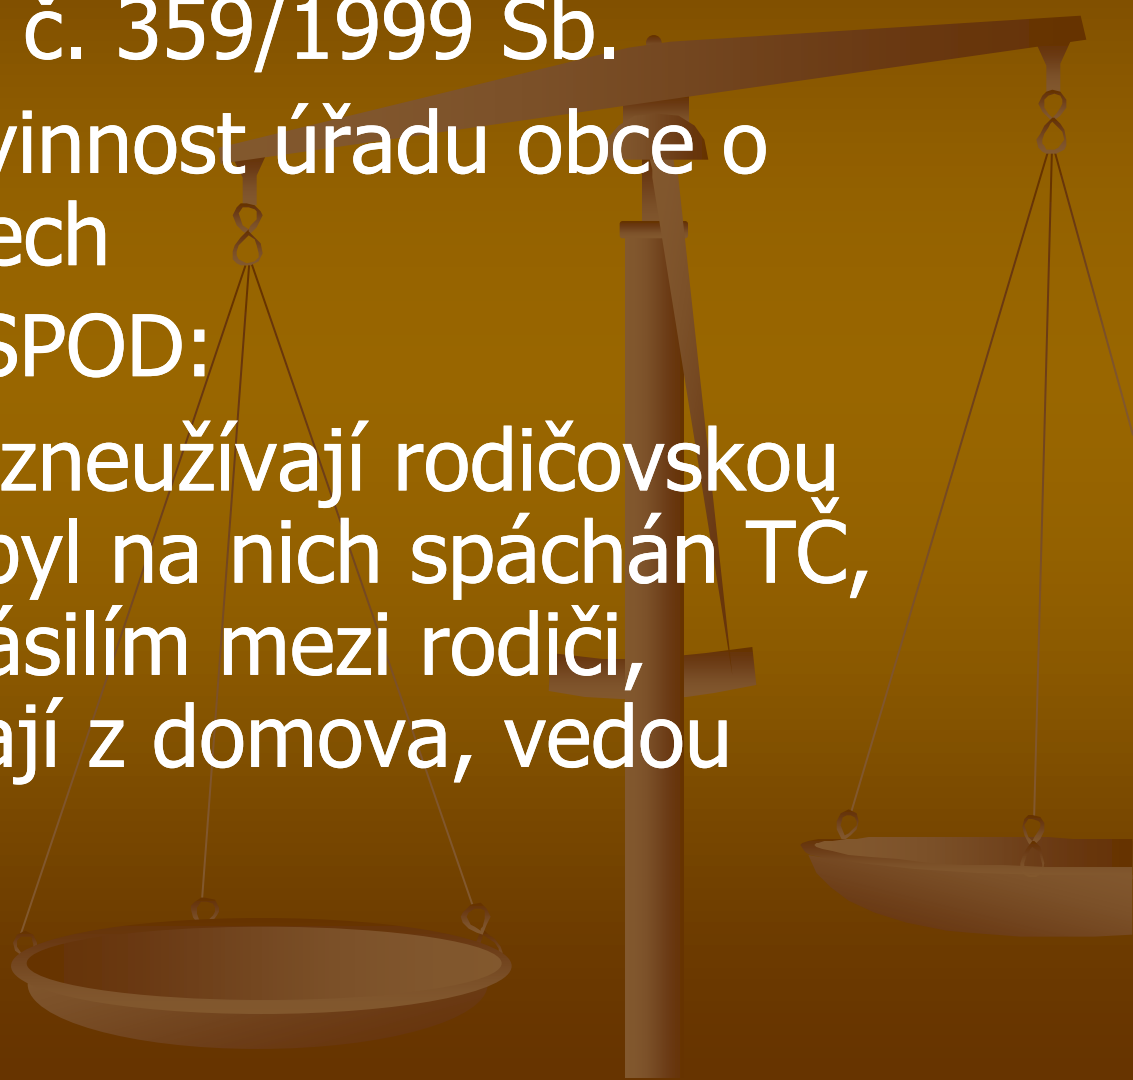 č. 359/1999 Sb.
vinnost úřadu obce o
ech
SPOD:
zneužívají rodičovskou
byl na nich spáchán TČ,
ásilím mezi rodiči,
ají z domova, vedou